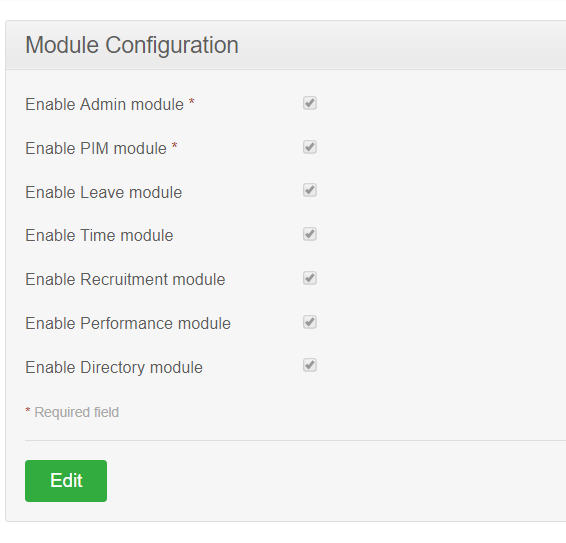 Module Configuration
Enable Admin module *
Enable PIM module *
Enable Leave module
Enable Time module
Enable Recruitment module
Enable Performance module
Enable Directory module
* Required field
Edit